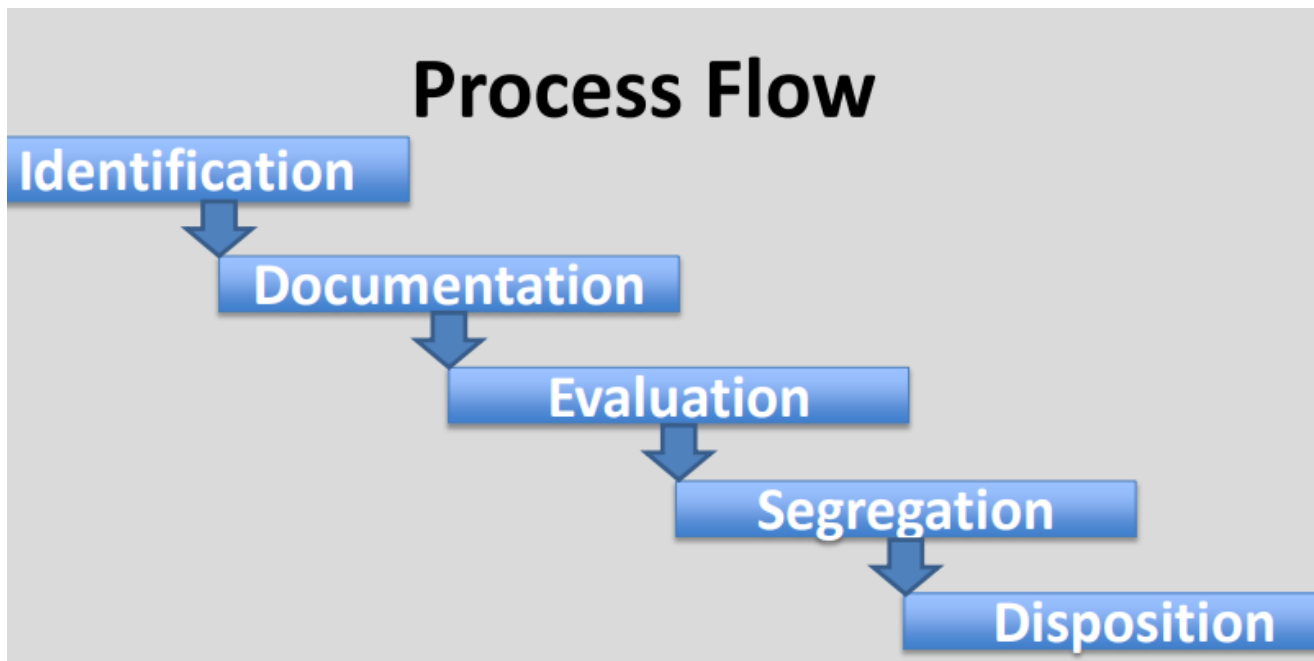 Process Flow
Identification
Documentation
Evaluation
Segregation
Disposition